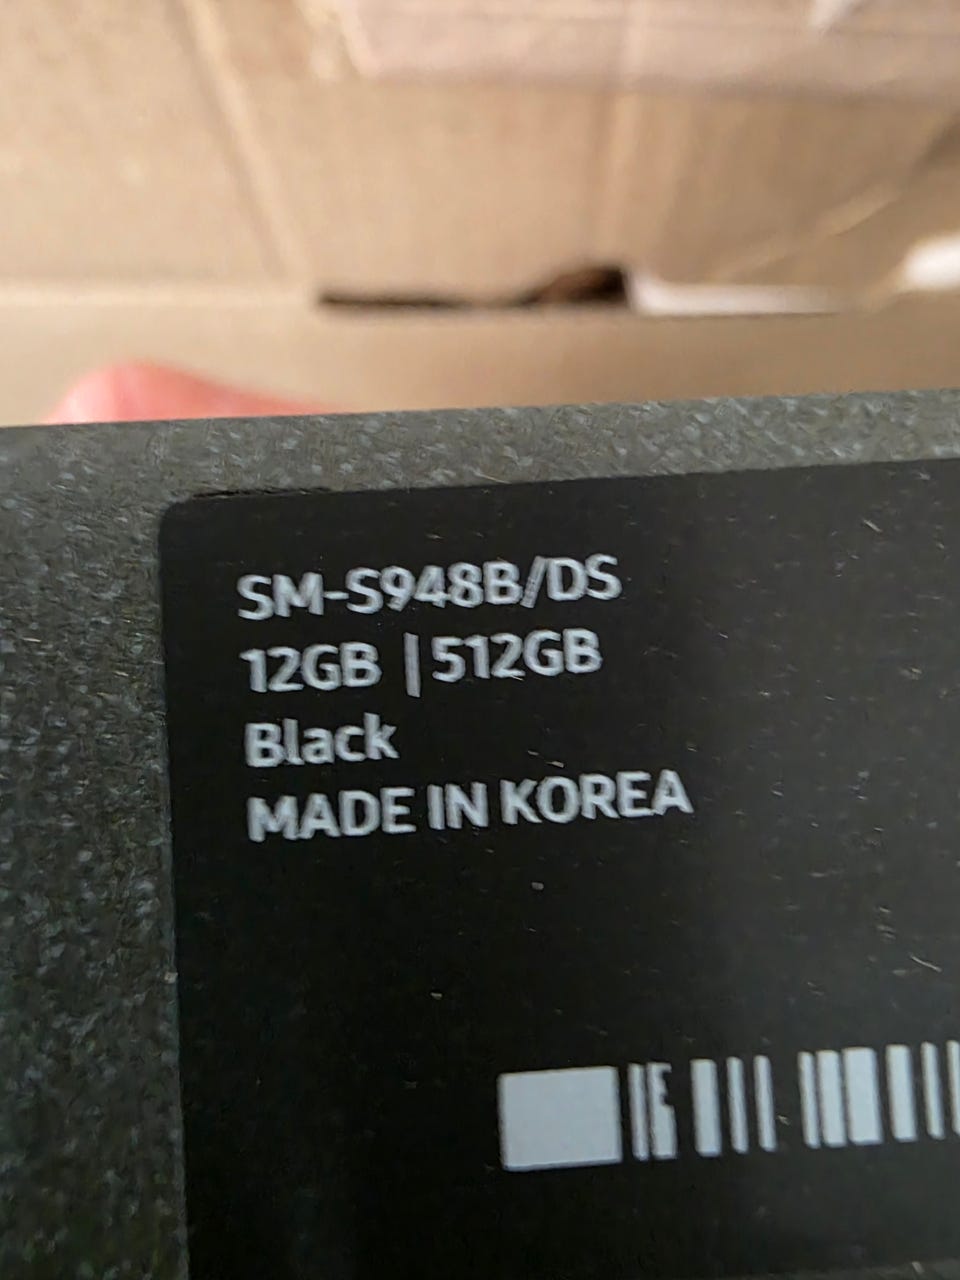 SM-S948B/DS
12GB | 512GB
Black
MADE IN KOREA